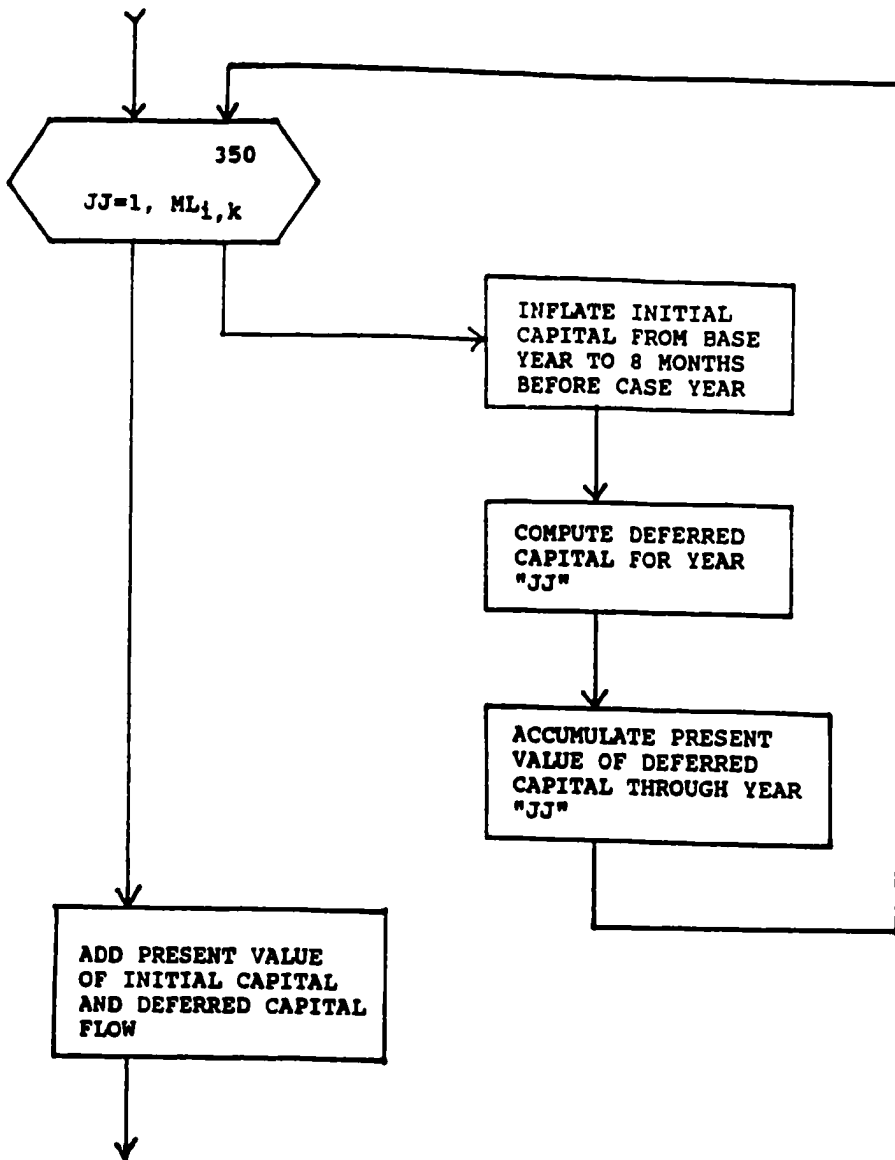 350
JJ=1, MLi,k
INFLATE INITIAL
CAPITAL FROM BASE
YEAR TO 8 MONTHS
BEFORE CASE YEAR
COMPUTE DEFERRED
CAPITAL FOR YEAR
"JJ"
ACCUMULATE PRESENT
VALUE OF DEFERRED
CAPITAL THROUGH YEAR
"JJ"
ADD PRESENT VALUE
OF INITIAL CAPITAL
AND DEFERRED CAPITAL
FLOW